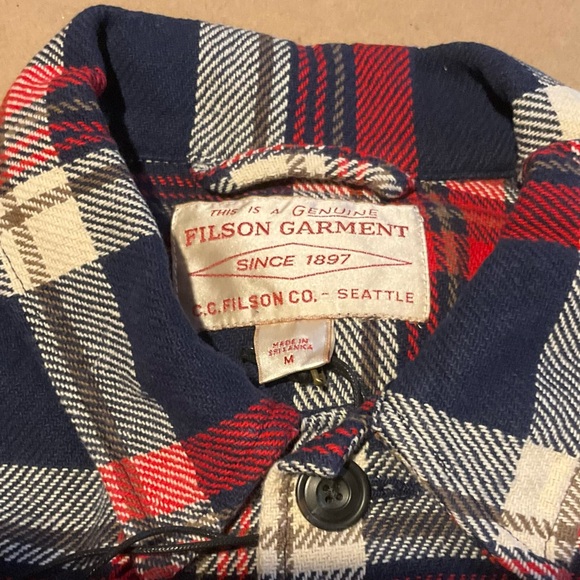 THIS IS A GENUINE
FILSON GARMENT
SINCE 1897
C.C. FILSON CO. - SEATTLE
MADE IN
SRI LANKA
M